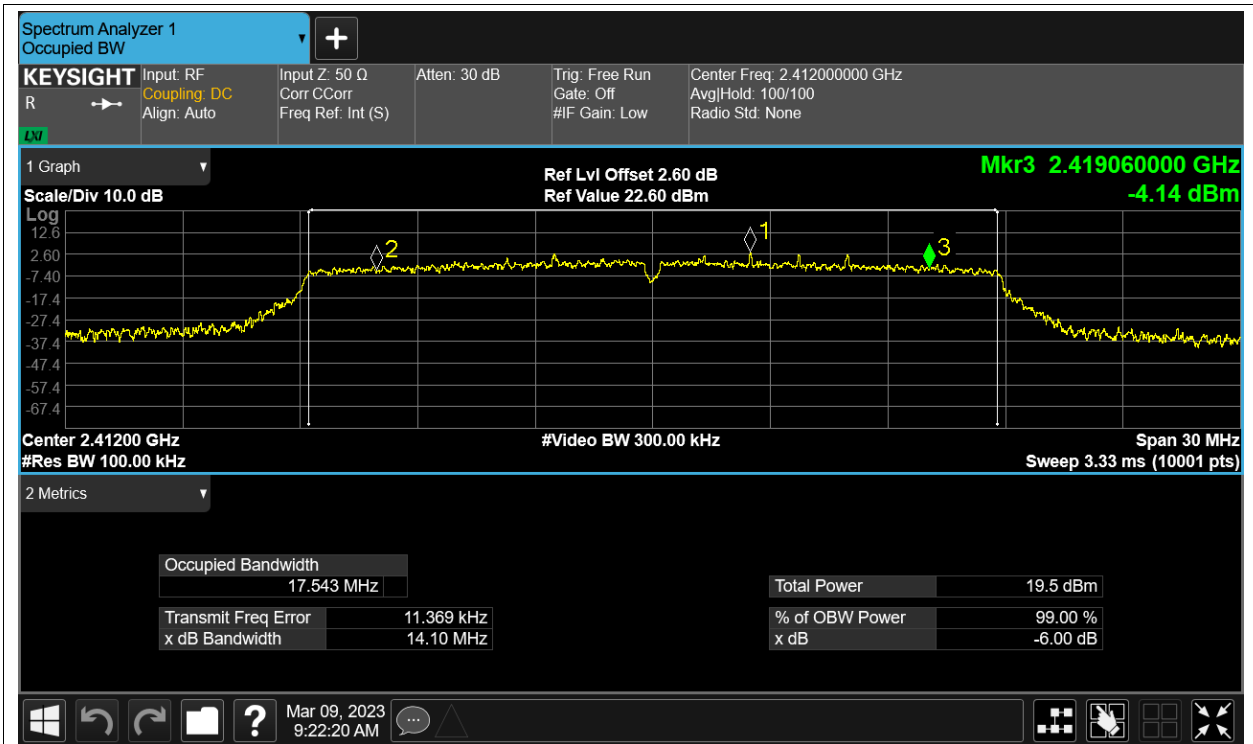 Spectrum Analyzer 1
Occupied BW
KEYSIGHT
R
LXI
Input: RF
Coupling: DC
Align: Auto
Input Z: 50 Ω
Corr CCorr
Freq Ref: Int (S)
Atten: 30 dB
Trig: Free Run
Gate: Off
#IF Gain: Low
Center Freq: 2.412000000 GHz
Avg|Hold: 100/100
Radio Std: None
1 Graph
Scale/Div 10.0 dB
Ref Lvl Offset 2.60 dB
Ref Value 22.60 dBm
Mkr3 2.419060000 GHz
-4.14 dBm
Log
12.6
2.60
-7.40
-17.4
-27.4
-37.4
-47.4
-57.4
-67.4
2
1
3
Center 2.41200 GHz
#Res BW 100.00 kHz
#Video BW 300.00 kHz
Span 30 MHz
Sweep 3.33 ms (10001 pts)
2 Metrics
Occupied Bandwidth
17.543 MHz
Transmit Freq Error 11.369 kHz
x dB Bandwidth 14.10 MHz
Total Power 19.5 dBm
% of OBW Power 99.00 %
x dB -6.00 dB
?
Mar 09, 2023
9:22:20 AM